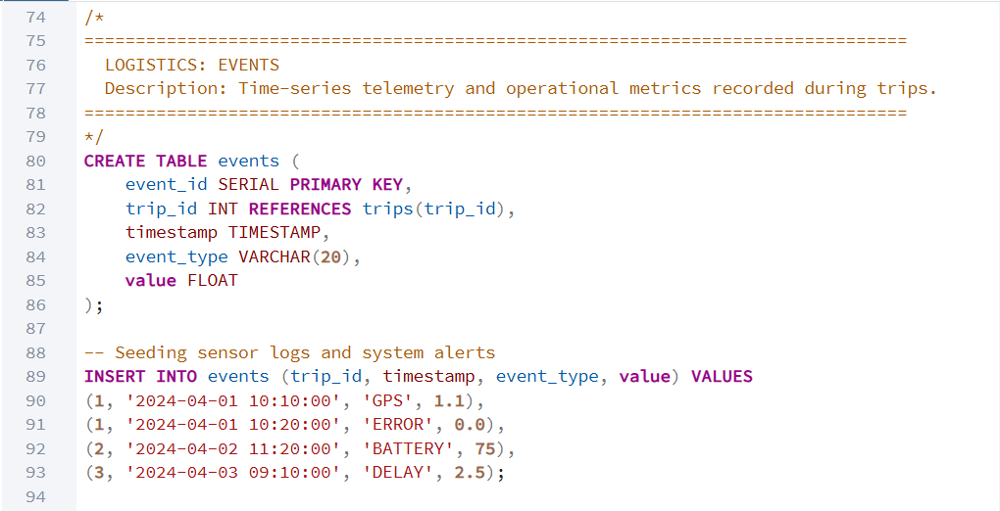 74 /*
75 ================================================================================
76   LOGISTICS: EVENTS
77   Description: Time-series telemetry and operational metrics recorded during trips.
78 ================================================================================
79 */
80 CREATE TABLE events (
81     event_id SERIAL PRIMARY KEY,
82     trip_id INT REFERENCES trips(trip_id),
83     timestamp TIMESTAMP,
84     event_type VARCHAR(20),
85     value FLOAT
86 );
87
88 -- Seeding sensor logs and system alerts
89 INSERT INTO events (trip_id, timestamp, event_type, value) VALUES
90 (1, '2024-04-01 10:10:00', 'GPS', 1.1),
91 (1, '2024-04-01 10:20:00', 'ERROR', 0.0),
92 (2, '2024-04-02 11:20:00', 'BATTERY', 75),
93 (3, '2024-04-03 09:10:00', 'DELAY', 2.5);
94